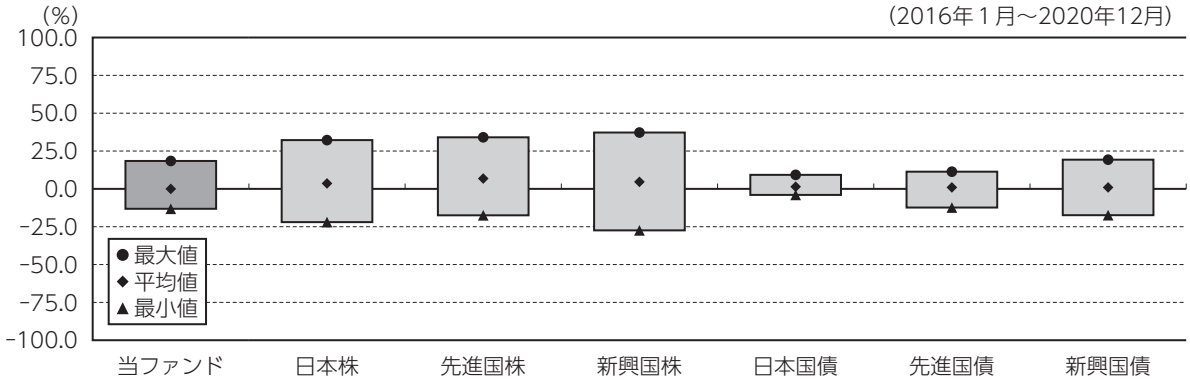 (%)
(2016年1月～2020年12月)
100.0
75.0
50.0
25.0
0.0
-25.0
-50.0
-75.0
-100.0
●最大値
◆平均値
▲最小値
当ファンド 日本株 先進国株 新興国株 日本国債 先進国債 新興国債